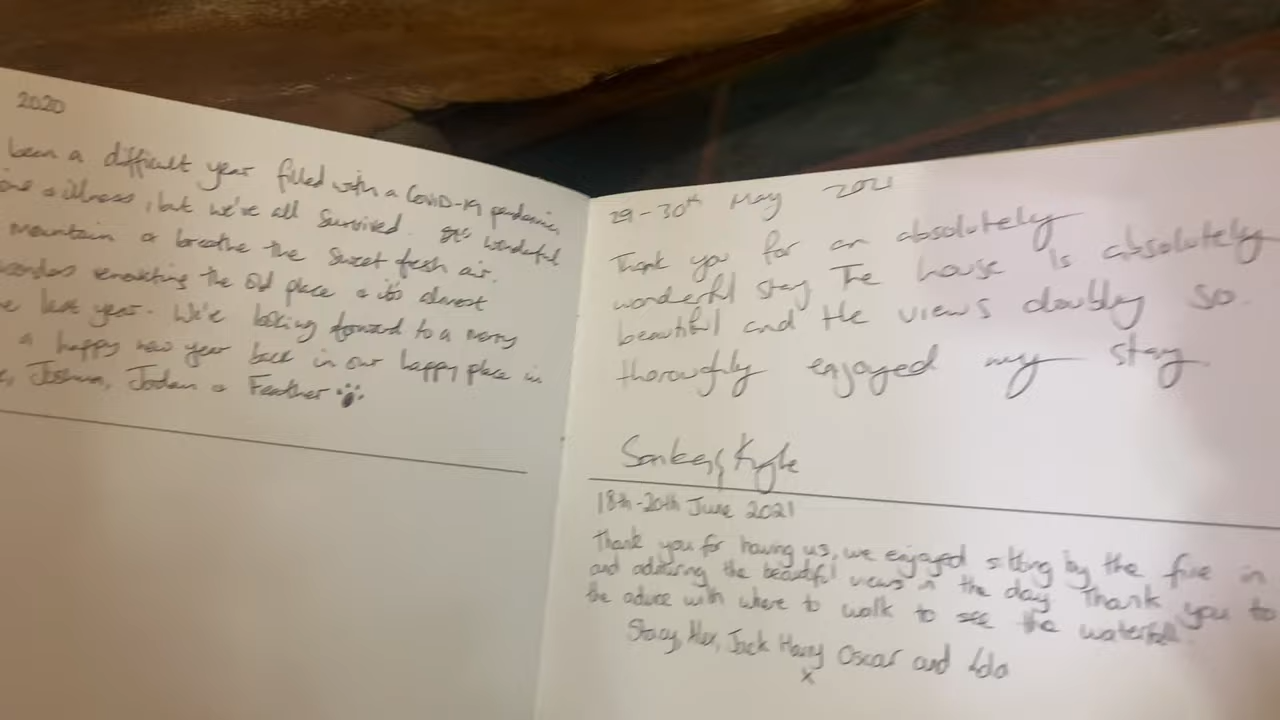 2020
been a difficult year filled with a CoviD-19 pandemic,
illness, but we've all Survived. wonderful
mountain & breathe the Sweet fresh air.
the old place & it's almost
last year. We're looking forward to a merry
a happy new year back in our happy place in
Joshua, Jordan & Feather
29-30th May 2021
Thank you for an absolutely
wonderful stay The house is absolutely
beautiful and the views doubly so.
thoroughly enjoyed my stay.
Kyle
18th-20th June 2021
Thank you for having us, we enjoyed sitting by the fire in
and admiring the beautiful views in the day Thank you to
the advice with where to walk to see the waterfall.
Stacy, Alex, Jack Harry Oscar and
x